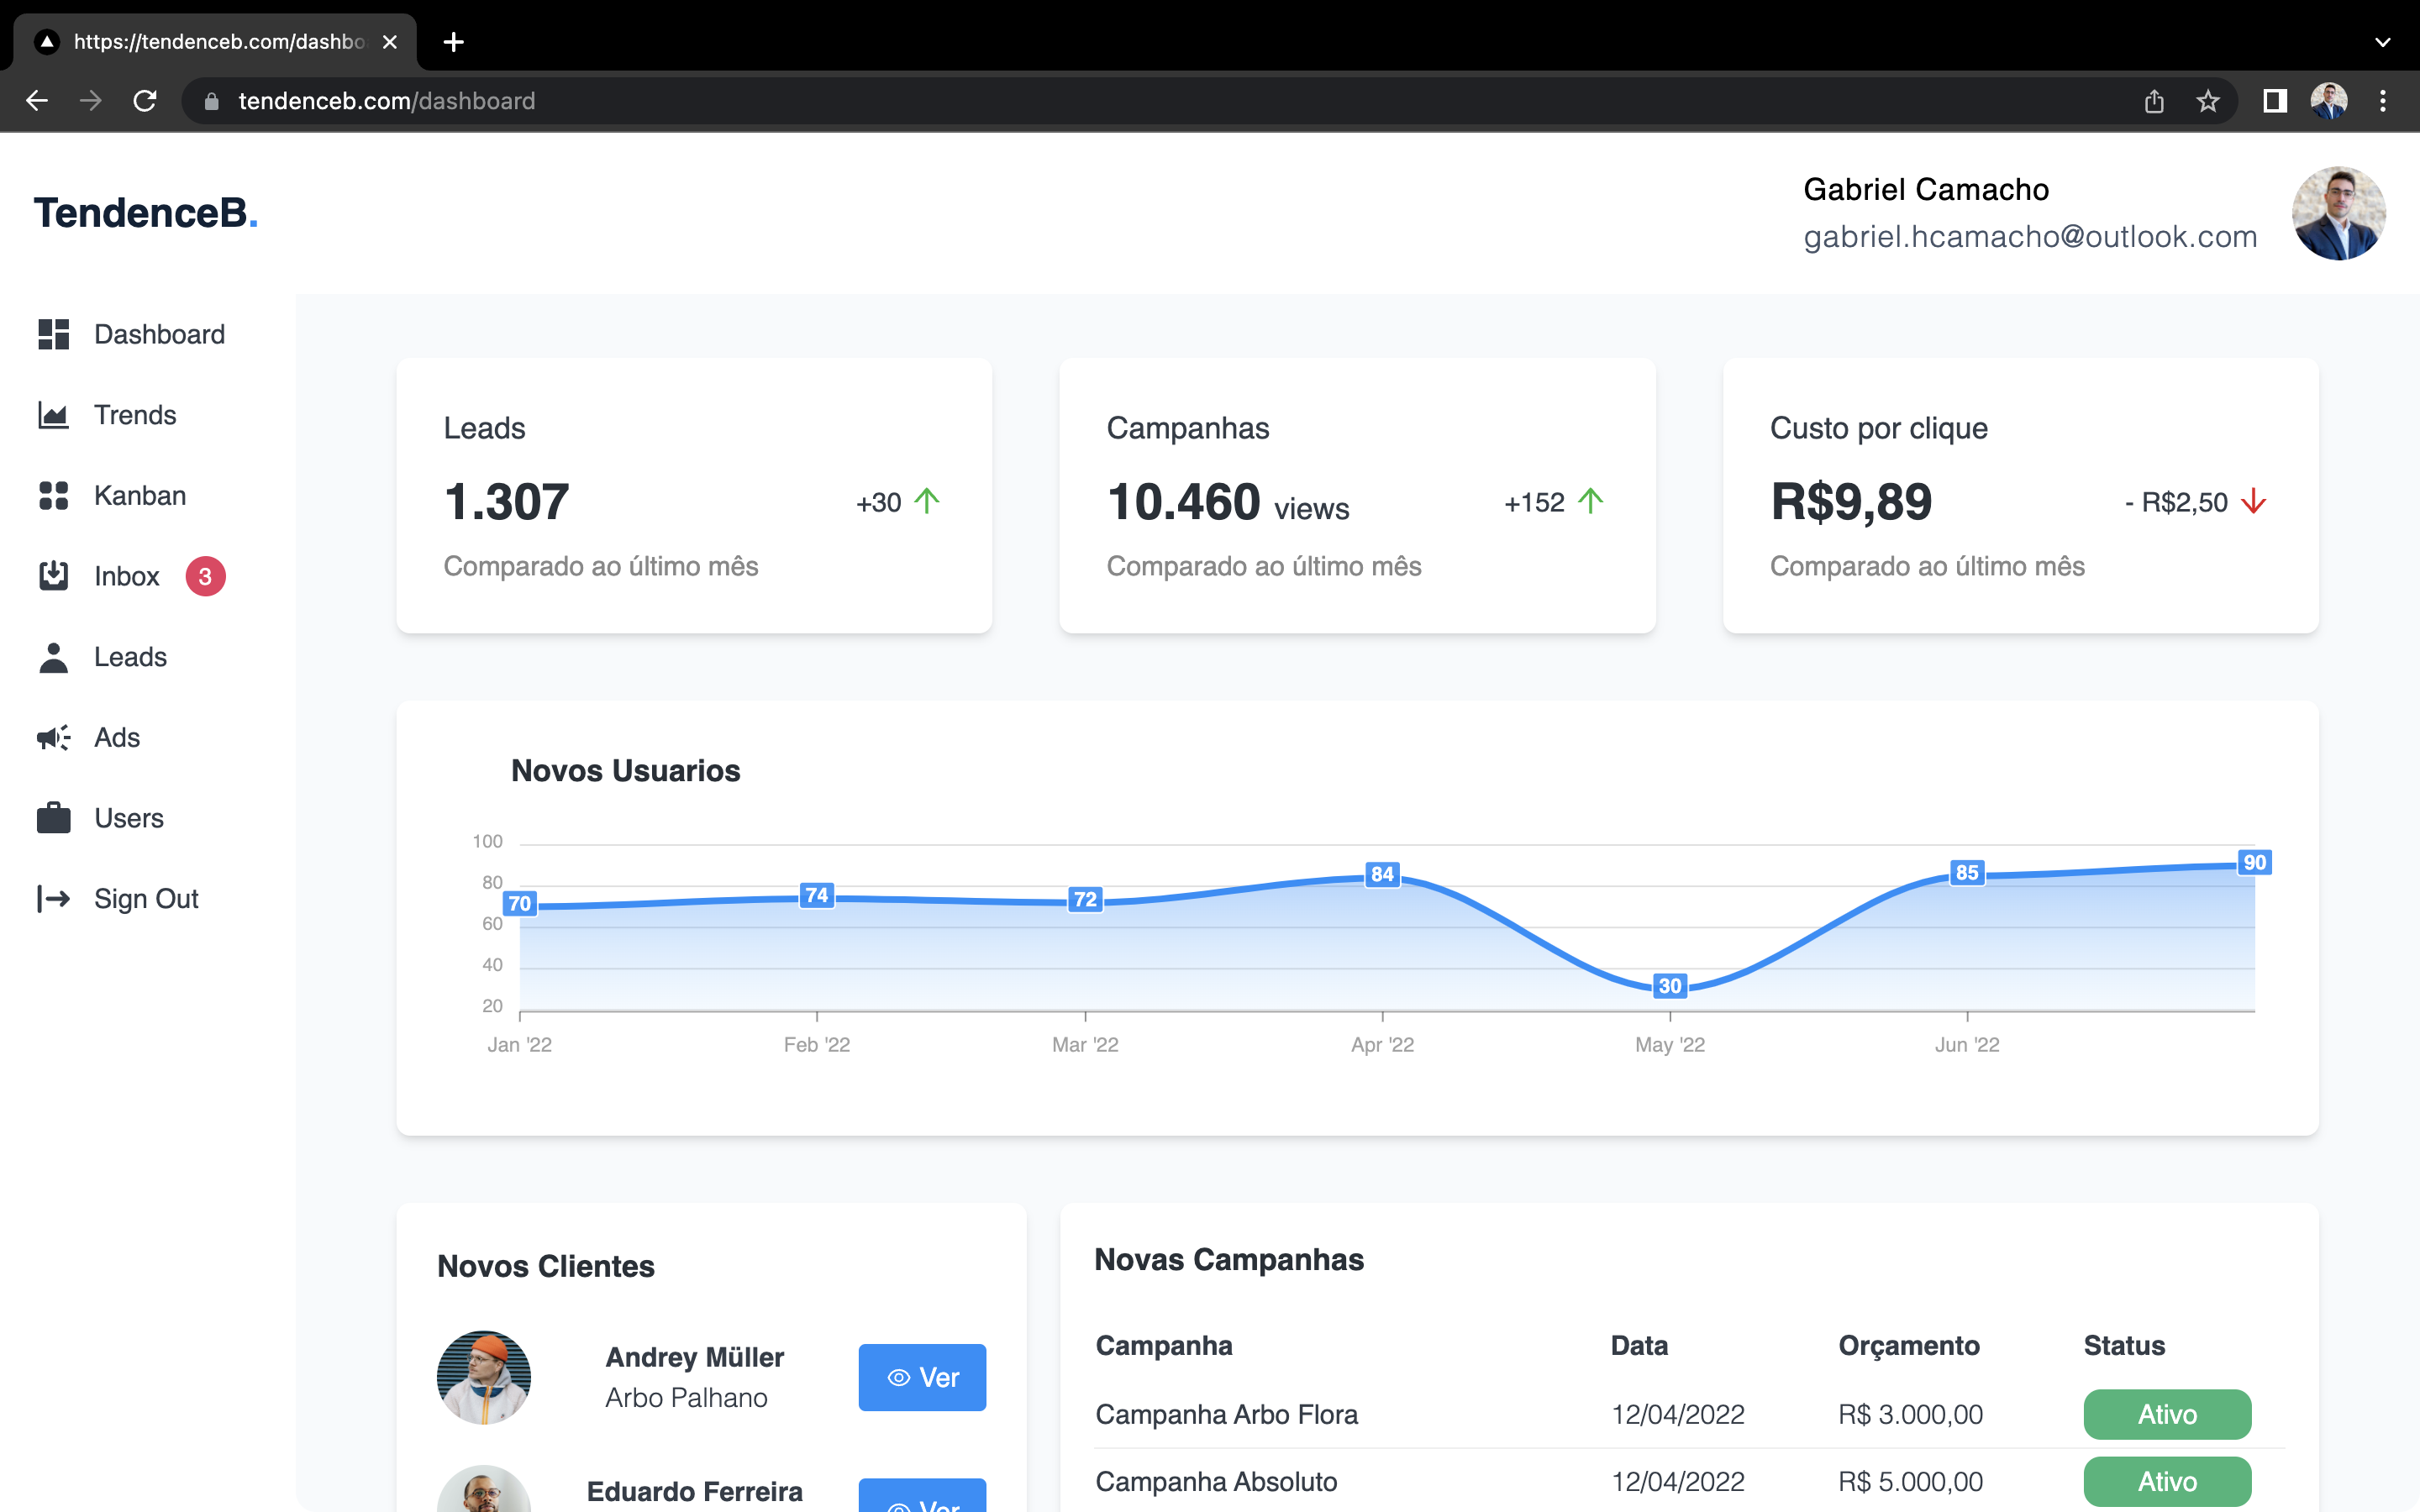 https://tendenceb.com/dashbo
tendenceb.com/dashboard
TendenceB.
Gabriel Camacho
gabriel.hcamacho@outlook.com
Dashboard
Trends
Kanban
Inbox 3
Leads
Ads
Users
Sign Out
Leads
1.307 +30
Comparado ao último mês
Campanhas
10.460 views +152
Comparado ao último mês
Custo por clique
R$9,89 - R$2,50
Comparado ao último mês
Novos Usuarios
100
80
60
40
20
70 74 72 84 30 85 90
Jan '22 Feb '22 Mar '22 Apr '22 May '22 Jun '22
Novos Clientes
Andrey Müller
Arbo Palhano
Ver
Eduardo Ferreira
Ver
Novas Campanhas
Campanha Data Orçamento Status
Campanha Arbo Flora 12/04/2022 R$ 3.000,00 Ativo
Campanha Absoluto 12/04/2022 R$ 5.000,00 Ativo